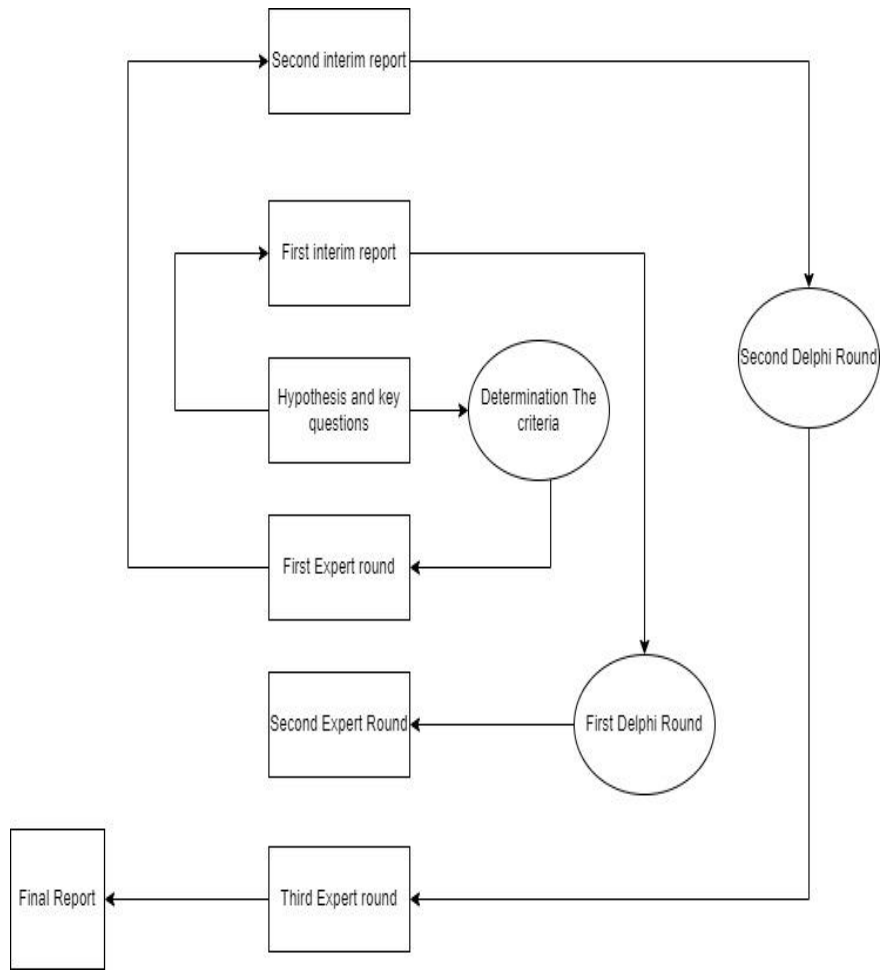 Second interim report
First interim report
Second Delphi Round
Hypothesis and key
questions
Determination The
criteria
First Expert round
Second Expert Round
First Delphi Round
Final Report
Third Expert round